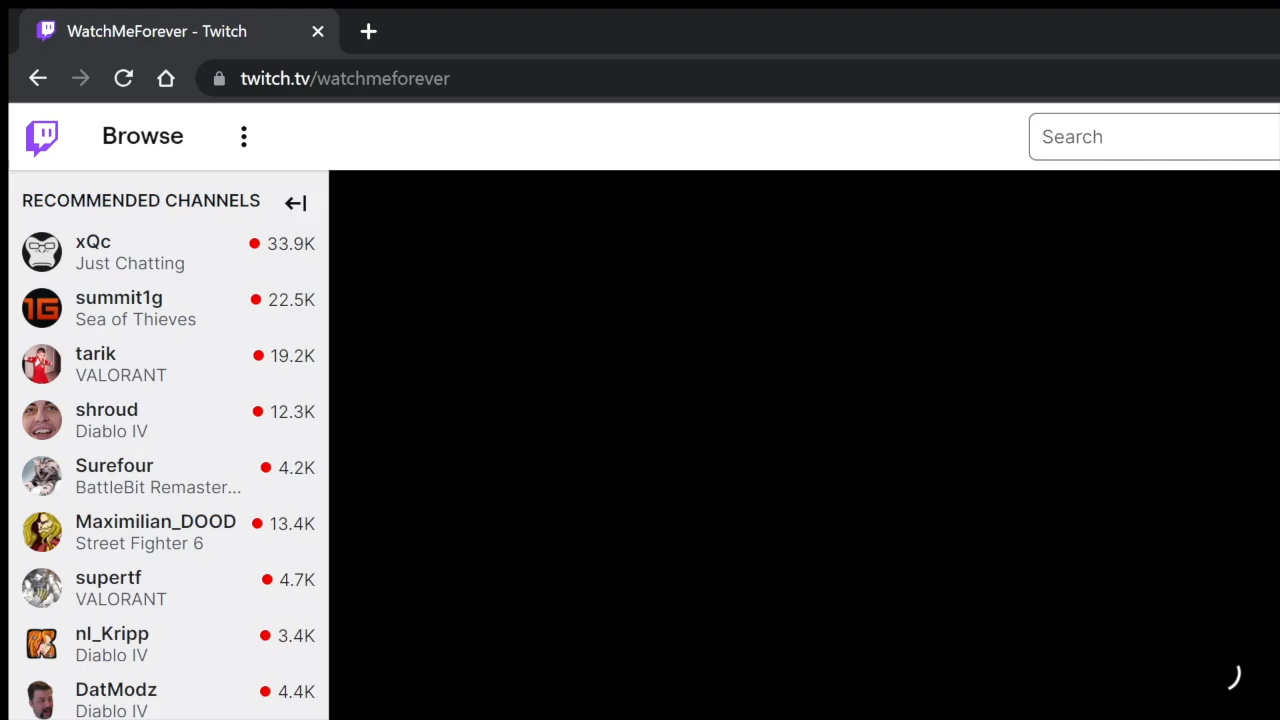 WatchMeForever - Twitch
twitch.tv/watchmeforever
Browse
Search
RECOMMENDED CHANNELS
xQc
33.9K
Just Chatting
summit1g
22.5K
Sea of Thieves
tarik
19.2K
VALORANT
shroud
12.3K
Diablo IV
Surefour
4.2K
BattleBit Remaster...
Maximilian_DOOD
13.4K
Street Fighter 6
supertf
4.7K
VALORANT
nl_Kripp
3.4K
Diablo IV
DatModz
4.4K
Diablo IV
1G